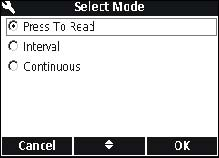 Select Mode
Press To Read
Interval
Continuous
Cancel
OK